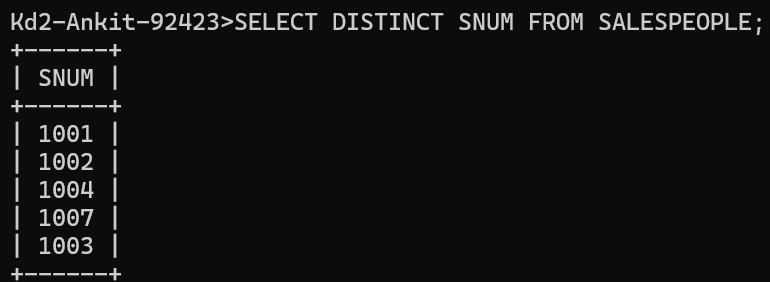 Kd2-Ankit-92423>SELECT DISTINCT SNUM FROM SALESPEOPLE;
+------+
| SNUM |
+------+
| 1001 |
| 1002 |
| 1004 |
| 1007 |
| 1003 |
+------+